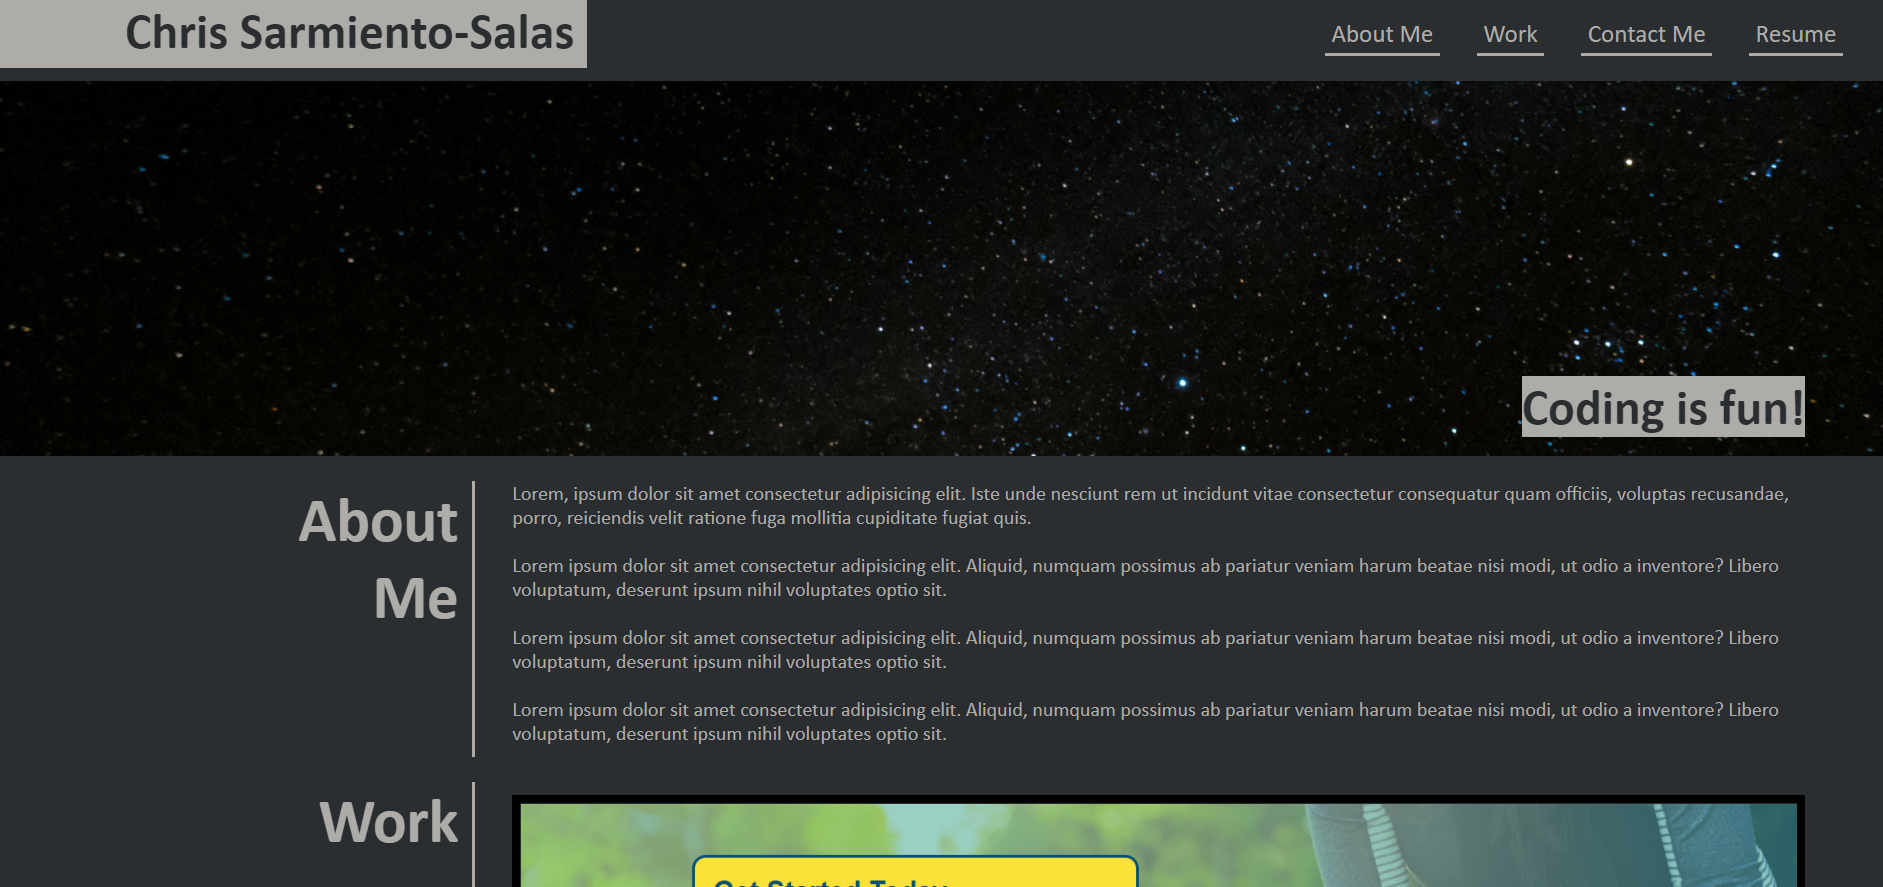 Chris Sarmiento-Salas
About Me
Work
Contact Me
Resume
Coding is fun!
About
Me
Lorem, ipsum dolor sit amet consectetur adipisicing elit. Iste unde nesciunt rem ut incidunt vitae consectetur consequatur quam officiis, voluptas recusandae,
porro, reiciendis velit ratione fuga mollitia cupiditate fugiat quis.
Lorem ipsum dolor sit amet consectetur adipisicing elit. Aliquid, numquam possimus ab pariatur veniam harum beatae nisi modi, ut odio a inventore? Libero
voluptatum, deserunt ipsum nihil voluptates optio sit.
Lorem ipsum dolor sit amet consectetur adipisicing elit. Aliquid, numquam possimus ab pariatur veniam harum beatae nisi modi, ut odio a inventore? Libero
voluptatum, deserunt ipsum nihil voluptates optio sit.
Lorem ipsum dolor sit amet consectetur adipisicing elit. Aliquid, numquam possimus ab pariatur veniam harum beatae nisi modi, ut odio a inventore? Libero
voluptatum, deserunt ipsum nihil voluptates optio sit.
Work
Get Started Today